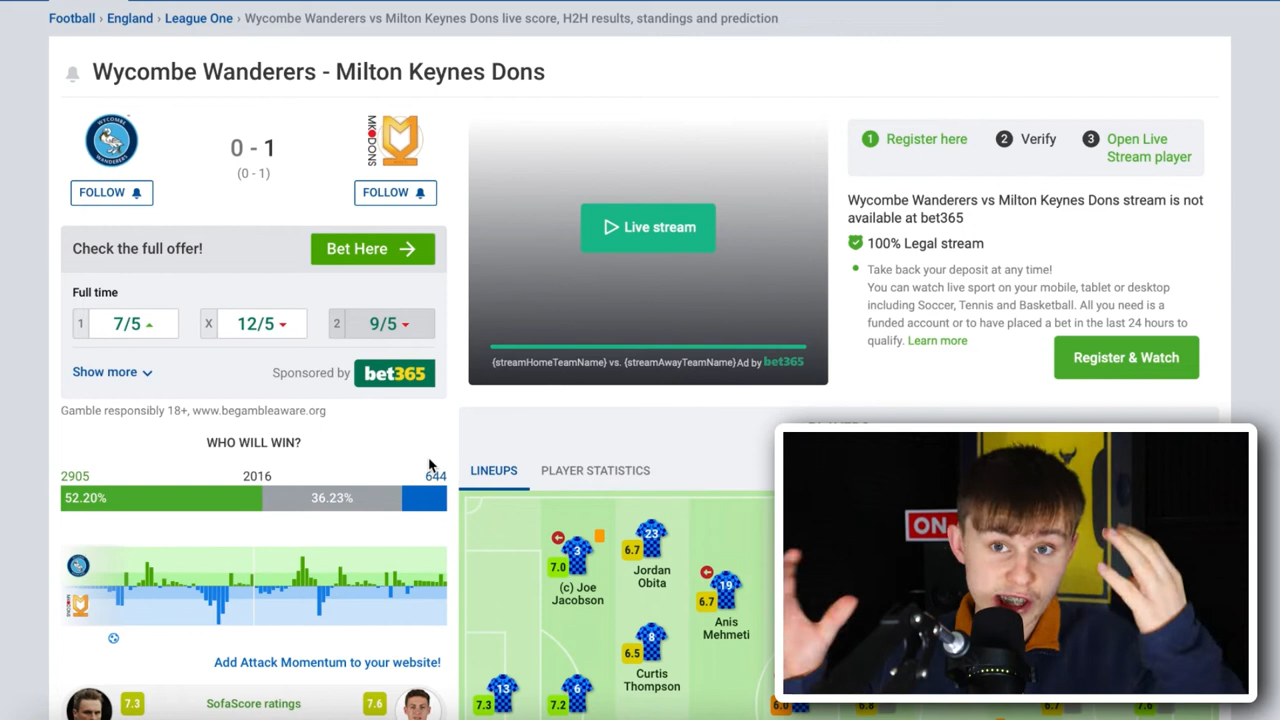 Football › England › League One › Wycombe Wanderers vs Milton Keynes Dons live score, H2H results, standings and prediction
Wycombe Wanderers - Milton Keynes Dons
WYCOMBE
WANDERERS
MK DONS
0 - 1
(0 - 1)
FOLLOW
FOLLOW
Check the full offer!
Bet Here
Full time
1 7/5
X 12/5
2 9/5
Show more
Sponsored by bet365
Gamble responsibly 18+, www.begambleaware.org
WHO WILL WIN?
2905 2016 644
52.20% 36.23%
Add Attack Momentum to your website!
7.3 SofaScore ratings 7.6
Live stream
{streamHomeTeamName} vs. {streamAwayTeamName} Ad by bet365
1 Register here
2 Verify
3 Open Live
Stream player
Wycombe Wanderers vs Milton Keynes Dons stream is not
available at bet365
100% Legal stream
Take back your deposit at any time!
You can watch live sport on your mobile, tablet or desktop
including Soccer, Tennis and Basketball. All you need is a
funded account or to have placed a bet in the last 24 hours to
qualify. Learn more
Register & Watch
LINEUPS
PLAYER STATISTICS
3
7.0
(c) Joe
Jacobson
23
6.7
Jordan
Obita
19
6.7
Anis
Mehmeti
8
6.5
Curtis
Thompson
13
7.3
6
7.2
ON